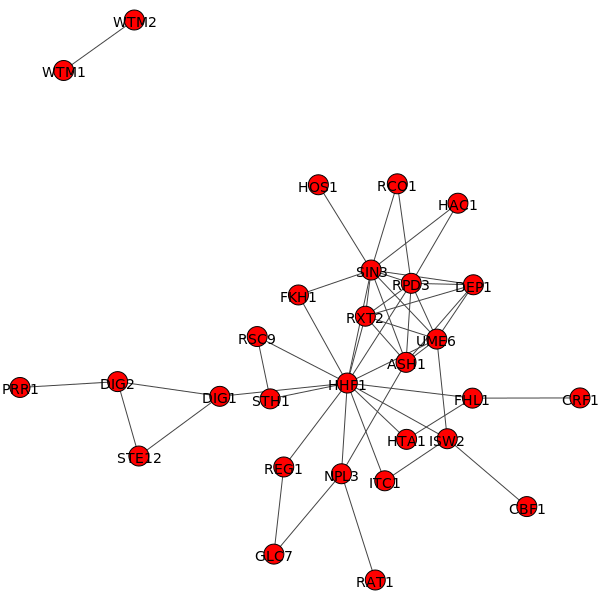 WTM2
WTM1
HOS1
RCO1
HAC1
SIN3
RPD3
DEP1
FKH1
RXT2
RSC9
UME6
ASH1
HHF1
PRR1
DIG2
DIG1
STH1
FHL1
CRF1
STE12
HTA1
ISW2
REG1
NPL3
ITC1
CBF1
GLC7
RAT1